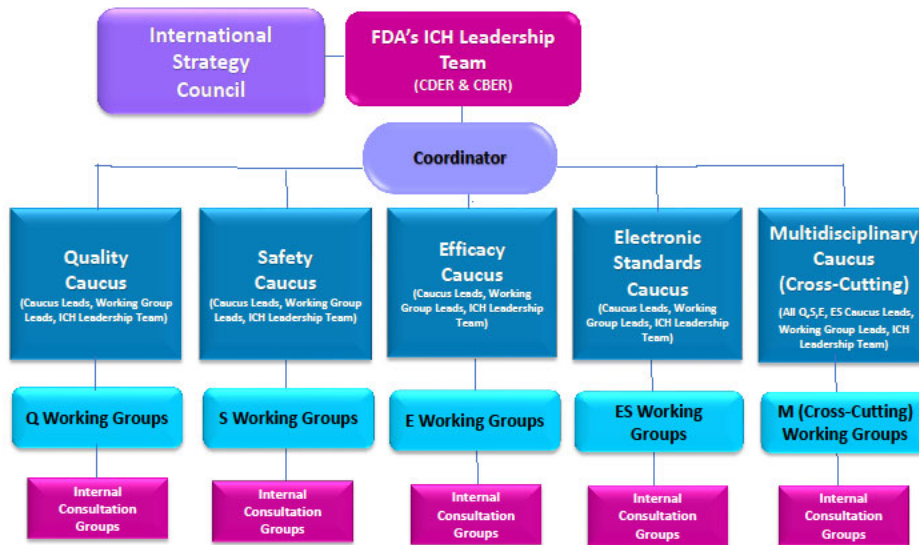 International
Strategy
Council
FDA's ICH Leadership
Team
(CDER & CBER)
Coordinator
Quality
Caucus
(Caucus Leads, Working Group
Leads, ICH Leadership Team)
Safety
Caucus
(Caucus Leads, Working Group
Leads, ICH Leadership Team)
Efficacy
Caucus
(Caucus Leads, Working
Group Leads, ICH Leadership
Team)
Electronic
Standards
Caucus
(Caucus Leads, Working
Group Leads, ICH Leadership
Team)
Multidisciplinary
Caucus
(Cross-Cutting)
(All Q,S,E, ES Caucus Leads,
Working Group Leads, ICH
Leadership Team)
Q Working Groups
S Working Groups
E Working Groups
ES Working
Groups
M (Cross-Cutting)
Working Groups
Internal
Consultation
Groups
Internal
Consultation
Groups
Internal
Consultation
Groups
Internal
Consultation
Groups
Internal
Consultation
Groups